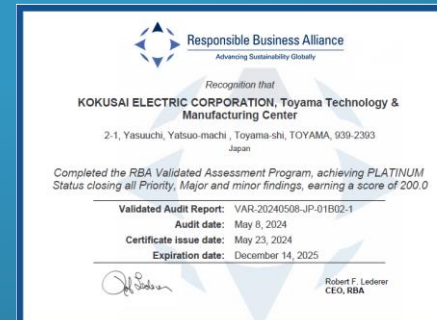 Responsible Business Alliance
Advancing Sustainability Globally
Recognition that
KOKUSAI ELECTRIC CORPORATION, Toyama Technology &
Manufacturing Center
2-1, Yasuuchi, Yatsuo-machi , Toyama-shi, TOYAMA, 939-2393
Japan
Completed the RBA Validated Assessment Program, achieving PLATINUM
Status closing all Priority, Major and minor findings, earning a score of 200.0
Validated Audit Report: VAR-20240508-JP-01B02-1
Audit date: May 8, 2024
Certificate issue date: May 23, 2024
Expiration date: December 14, 2025
Robert F. Lederer
CEO, RBA